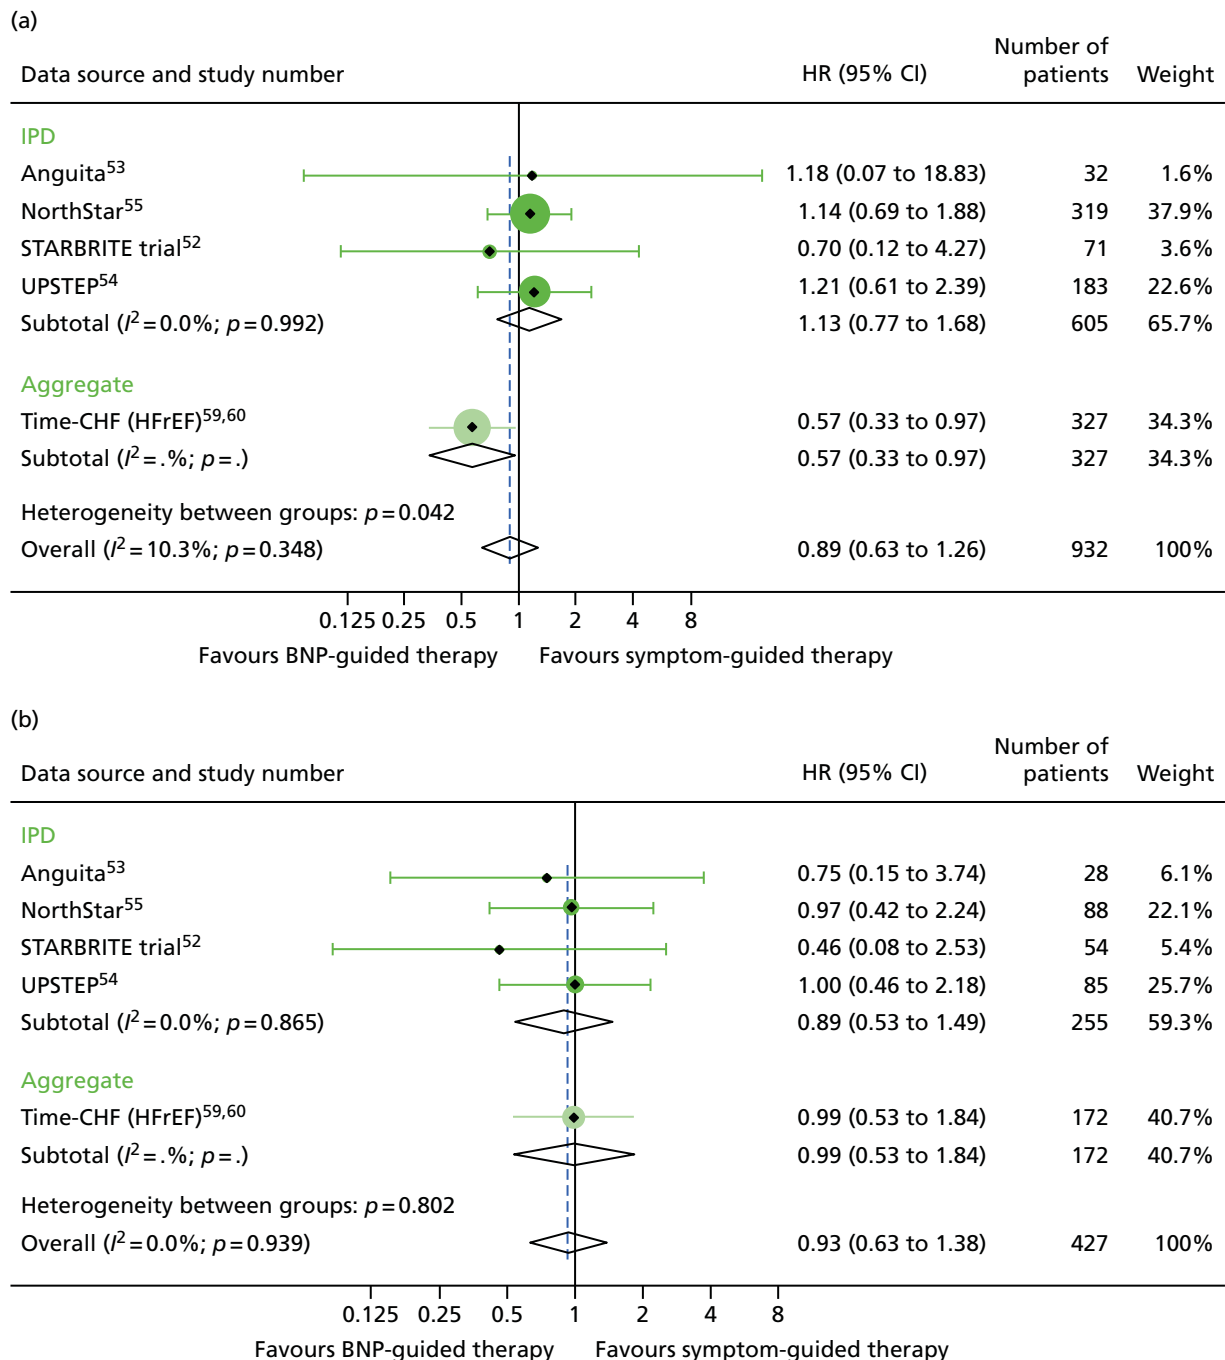 (a)
Data source and study number HR (95% CI) Number of patients Weight
IPD
Anguita53 1.18 (0.07 to 18.83) 32 1.6%
NorthStar55 1.14 (0.69 to 1.88) 319 37.9%
STARBRITE trial52 0.70 (0.12 to 4.27) 71 3.6%
UPSTEP54 1.21 (0.61 to 2.39) 183 22.6%
Subtotal (I2 = 0.0%; p = 0.992) 1.13 (0.77 to 1.68) 605 65.7%
Aggregate
Time-CHF (HFrEF)59,60 0.57 (0.33 to 0.97) 327 34.3%
Subtotal (I2 = .%; p = .) 0.57 (0.33 to 0.97) 327 34.3%
Heterogeneity between groups: p = 0.042
Overall (I2 = 10.3%; p = 0.348) 0.89 (0.63 to 1.26) 932 100%
0.125 0.25 0.5 1 2 4 8
Favours BNP-guided therapy Favours symptom-guided therapy
(b)
Data source and study number HR (95% CI) Number of patients Weight
IPD
Anguita53 0.75 (0.15 to 3.74) 28 6.1%
NorthStar55 0.97 (0.42 to 2.24) 88 22.1%
STARBRITE trial52 0.46 (0.08 to 2.53) 54 5.4%
UPSTEP54 1.00 (0.46 to 2.18) 85 25.7%
Subtotal (I2 = 0.0%; p = 0.865) 0.89 (0.53 to 1.49) 255 59.3%
Aggregate
Time-CHF (HFrEF)59,60 0.99 (0.53 to 1.84) 172 40.7%
Subtotal (I2 = .%; p = .) 0.99 (0.53 to 1.84) 172 40.7%
Heterogeneity between groups: p = 0.802
Overall (I2 = 0.0%; p = 0.939) 0.93 (0.63 to 1.38) 427 100%
0.125 0.25 0.5 1 2 4 8
Favours BNP-guided therapy Favours symptom-guided therapy